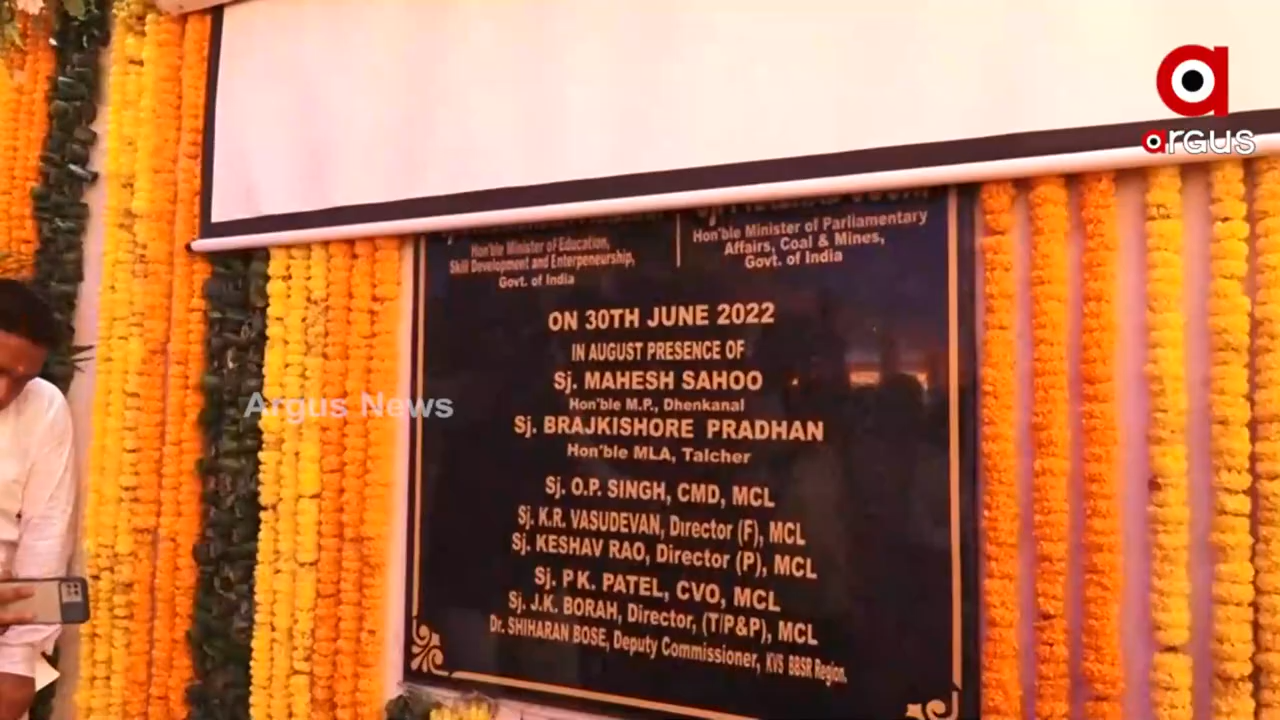 argus
Hon'ble Minister of Education,
Skill Development and Enterpeneurship,
Govt. of India
Hon'ble Minister of Parliamentary
Affairs, Coal & Mines,
Govt. of India
ON 30TH JUNE 2022
IN AUGUST PRESENCE OF
Sj. MAHESH SAHOO
Hon'ble M.P., Dhenkanal
Sj. BRAJKISHORE PRADHAN
Hon'ble MLA, Talcher
Argus News
Sj. O.P. SINGH, CMD, MCL
Sj. K.R. VASUDEVAN, Director (F), MCL
Sj. KESHAV RAO, Director (P), MCL
Sj. P.K. PATEL, CVO, MCL
Sj. J.K. BORAH, Director, (T/P&P), MCL
Dr. SHIHARAN BOSE, Deputy Commissioner, KVS BBSR Region.